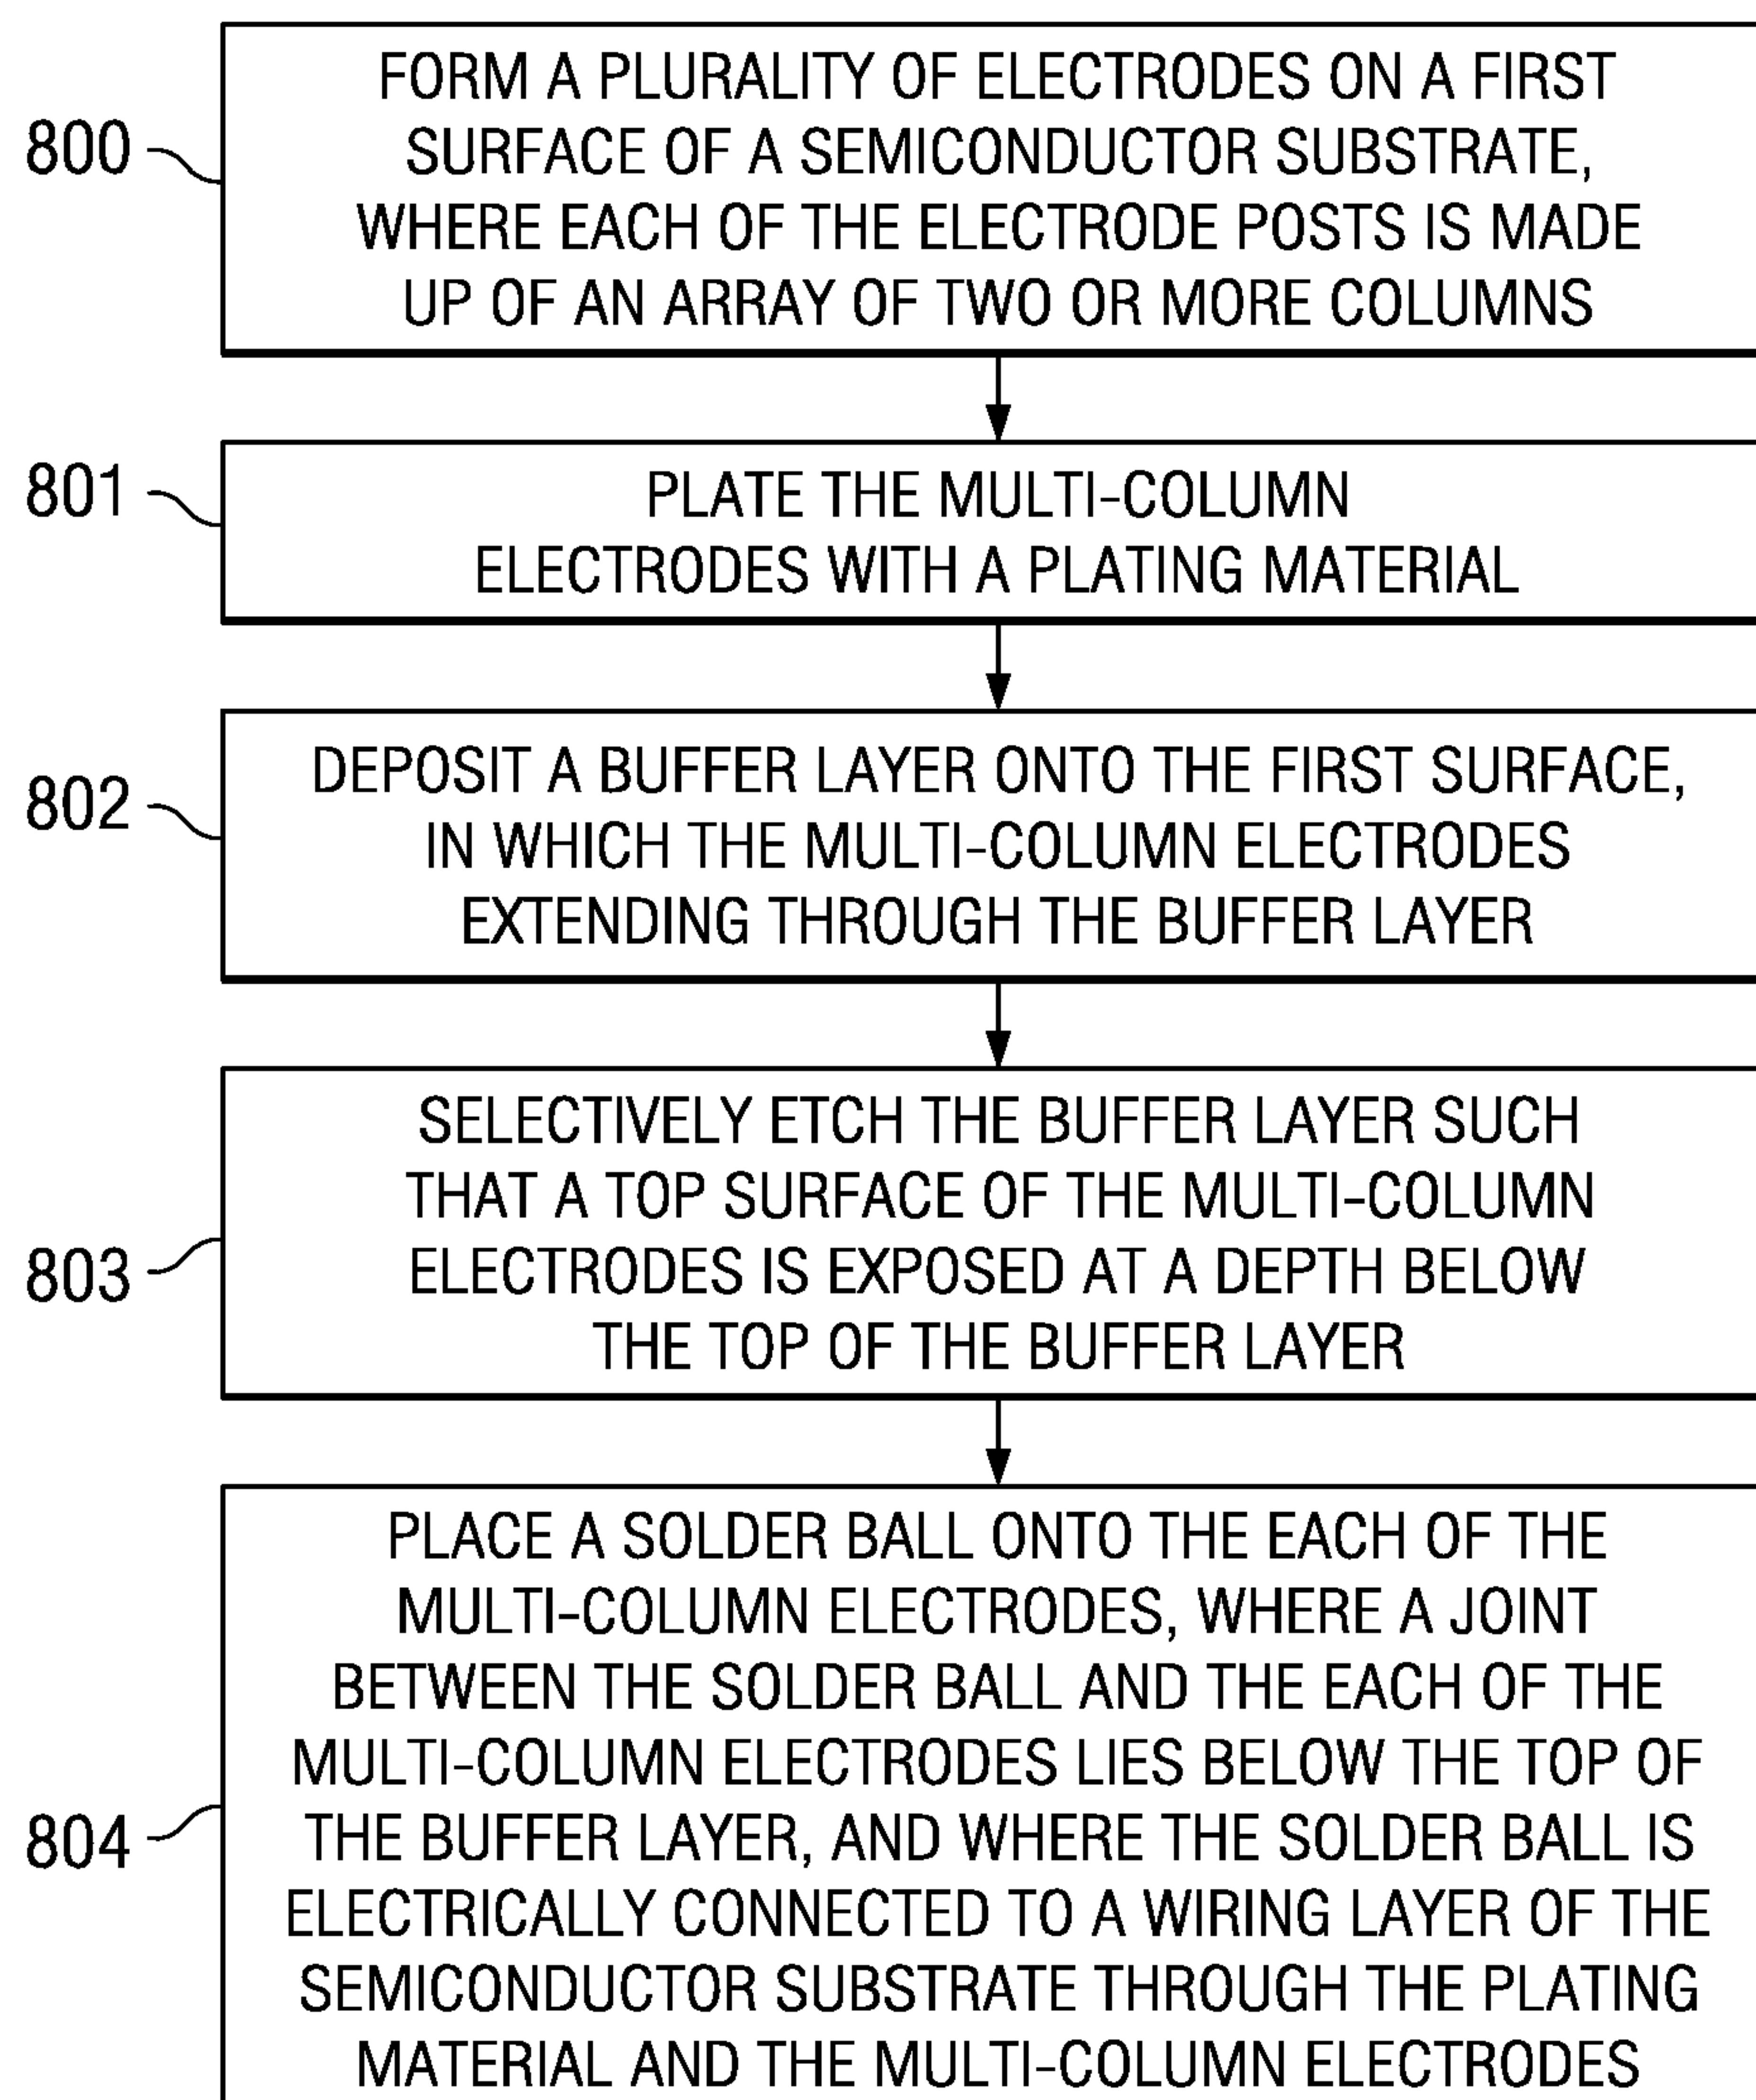 800
FORM A PLURALITY OF ELECTRODES ON A FIRST
SURFACE OF A SEMICONDUCTOR SUBSTRATE,
WHERE EACH OF THE ELECTRODE POSTS IS MADE
UP OF AN ARRAY OF TWO OR MORE COLUMNS
801
PLATE THE MULTI-COLUMN
ELECTRODES WITH A PLATING MATERIAL
802
DEPOSIT A BUFFER LAYER ONTO THE FIRST SURFACE,
IN WHICH THE MULTI-COLUMN ELECTRODES
EXTENDING THROUGH THE BUFFER LAYER
803
SELECTIVELY ETCH THE BUFFER LAYER SUCH
THAT A TOP SURFACE OF THE MULTI-COLUMN
ELECTRODES IS EXPOSED AT A DEPTH BELOW
THE TOP OF THE BUFFER LAYER
804
PLACE A SOLDER BALL ONTO THE EACH OF THE
MULTI-COLUMN ELECTRODES, WHERE A JOINT
BETWEEN THE SOLDER BALL AND THE EACH OF THE
MULTI-COLUMN ELECTRODES LIES BELOW THE TOP OF
THE BUFFER LAYER, AND WHERE THE SOLDER BALL IS
ELECTRICALLY CONNECTED TO A WIRING LAYER OF THE
SEMICONDUCTOR SUBSTRATE THROUGH THE PLATING
MATERIAL AND THE MULTI-COLUMN ELECTRODES